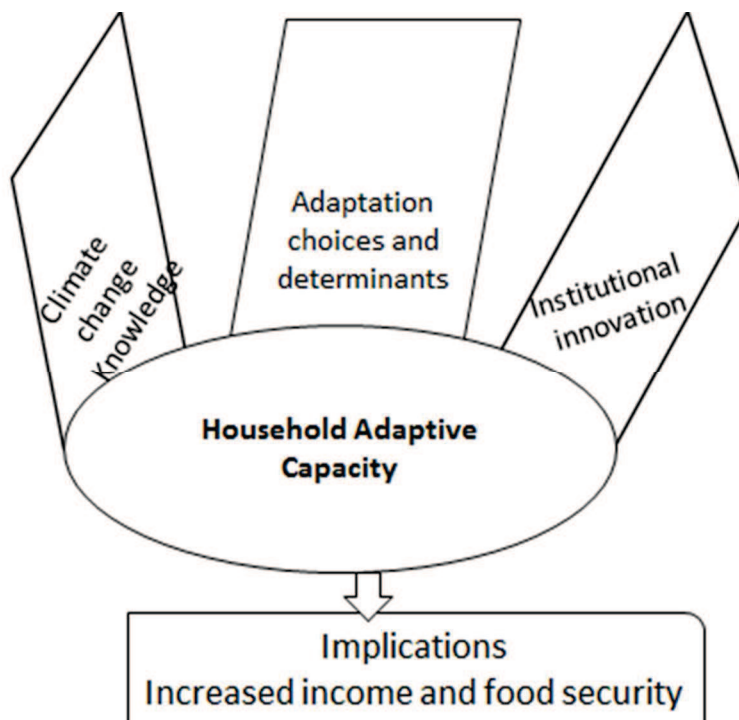 Climate
change
Knowledge
Adaptation
choices and
determinants
Institutional
innovation
Household Adaptive
Capacity
Implications
Increased income and food security